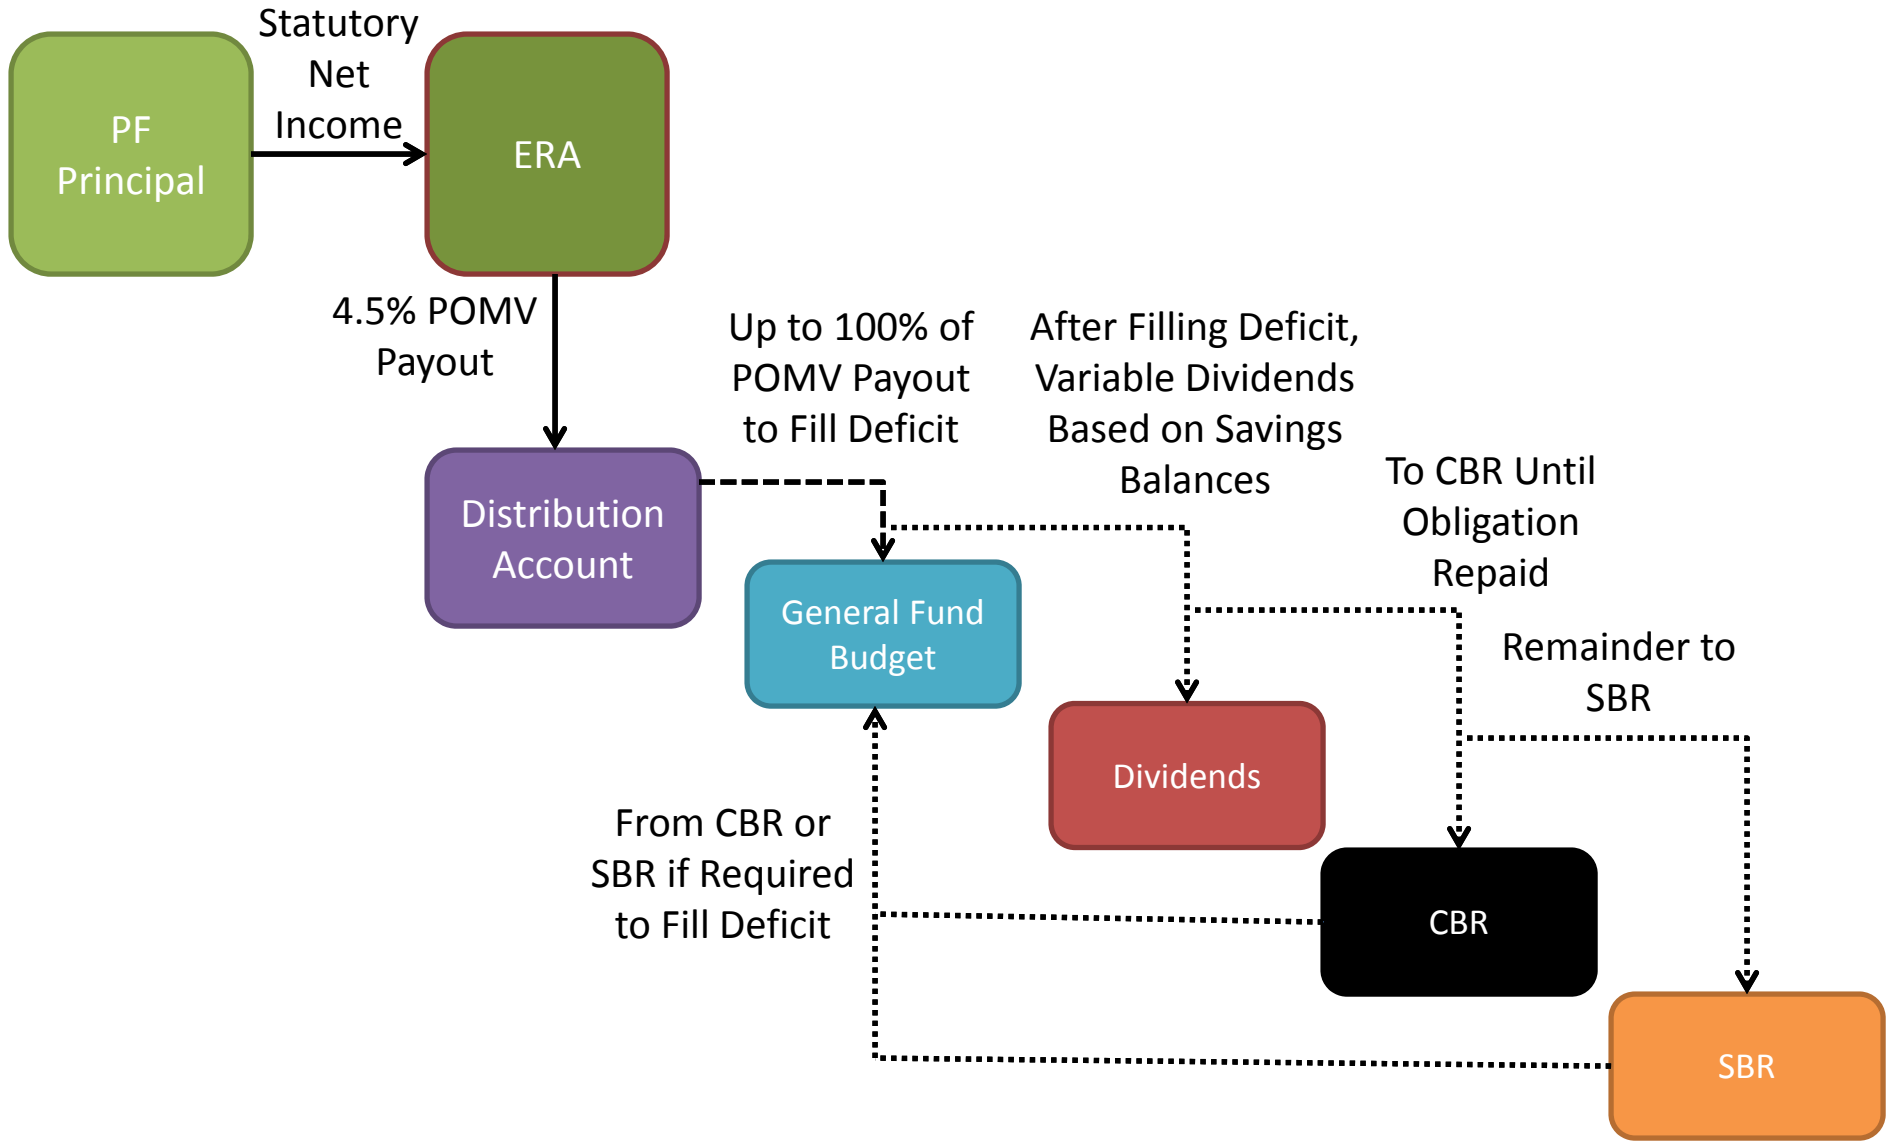 Statutory
Net
Income
PF
Principal
ERA
4.5% POMV
Payout
Up to 100% of
POMV Payout
to Fill Deficit
After Filling Deficit,
Variable Dividends
Based on Savings
Balances
To CBR Until
Obligation
Repaid
Distribution
Account
General Fund
Budget
Remainder to
SBR
Dividends
From CBR or
SBR if Required
to Fill Deficit
CBR
SBR